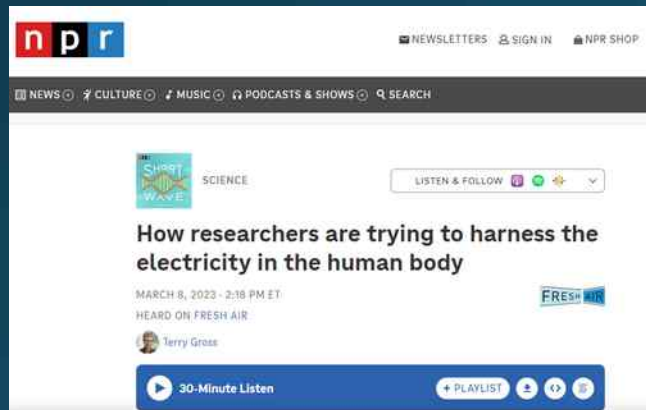 npr
NEWSLETTERS SIGN IN NPR SHOP
NEWS CULTURE MUSIC PODCASTS & SHOWS SEARCH
SHORT
WAVE
SCIENCE
LISTEN & FOLLOW
How researchers are trying to harness the
electricity in the human body
MARCH 8, 2023 · 2:18 PM ET
HEARD ON FRESH AIR
FRESH AIR
Terry Gross
30-Minute Listen + PLAYLIST